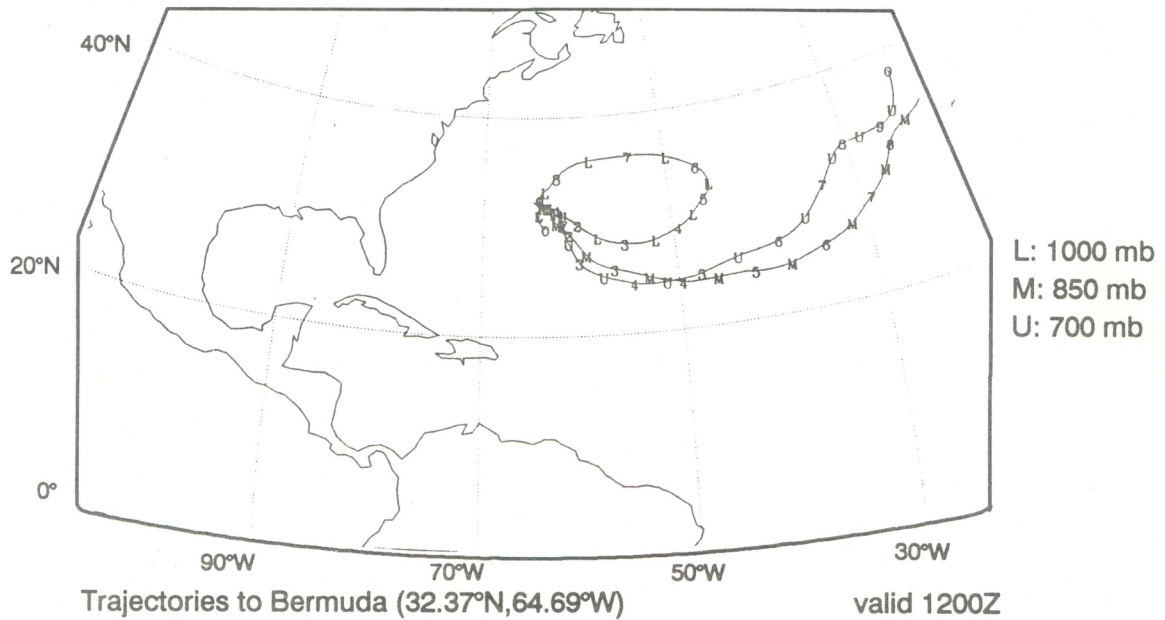 40°N
20°N
0°
90°W
70°W
50°W
30°W
L: 1000 mb
M: 850 mb
U: 700 mb
Trajectories to Bermuda (32.37°N,64.69°W)
valid 1200Z